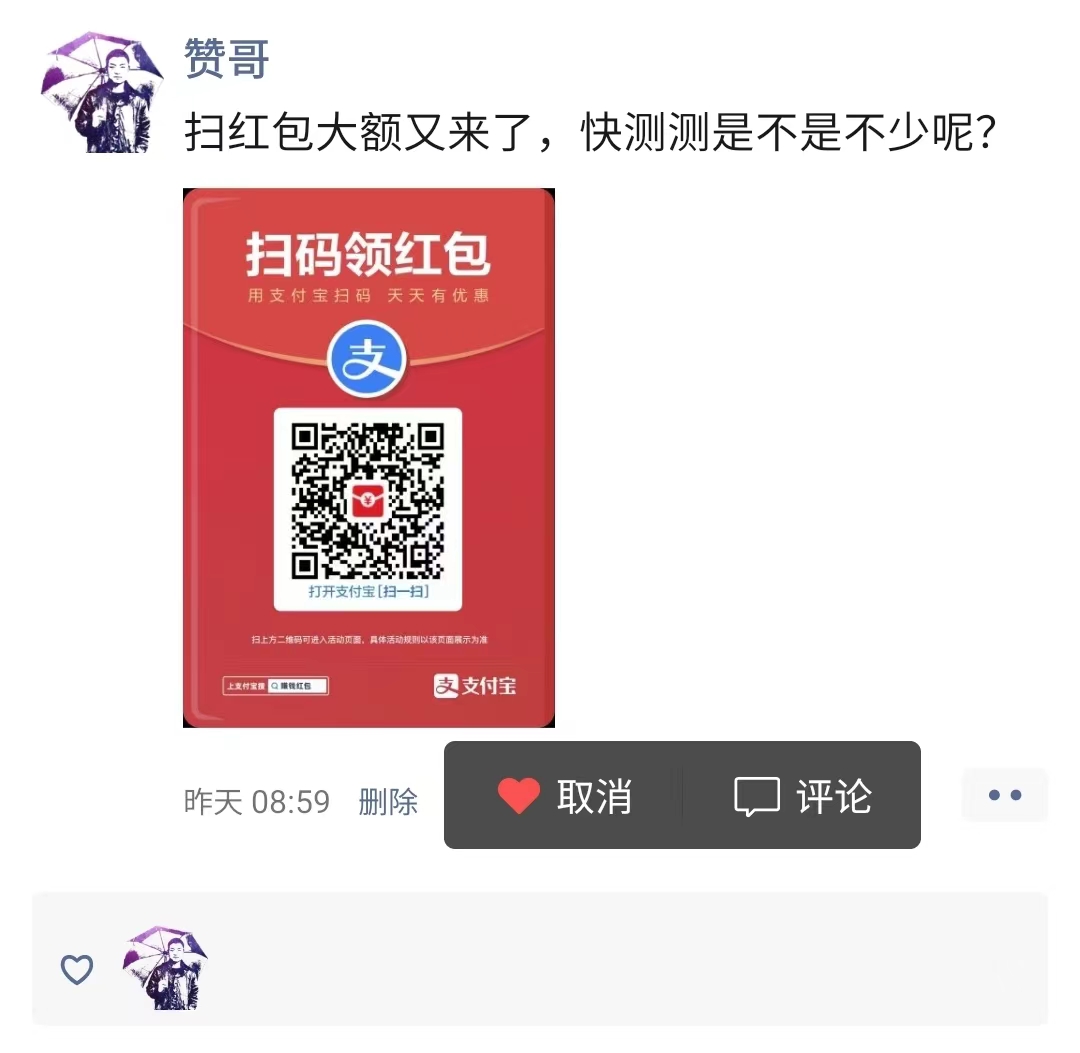 赞哥
扫红包大额又来了，快测测是不是不少呢？
扫码领红包
用支付宝扫码 天天有优惠
支
打开支付宝[扫一扫]
扫上方二维码可进入活动页面，具体活动规则以该页面展示为准
上支付宝搜 赚钱红包
支 支付宝
昨天 08:59 删除
取消 评论